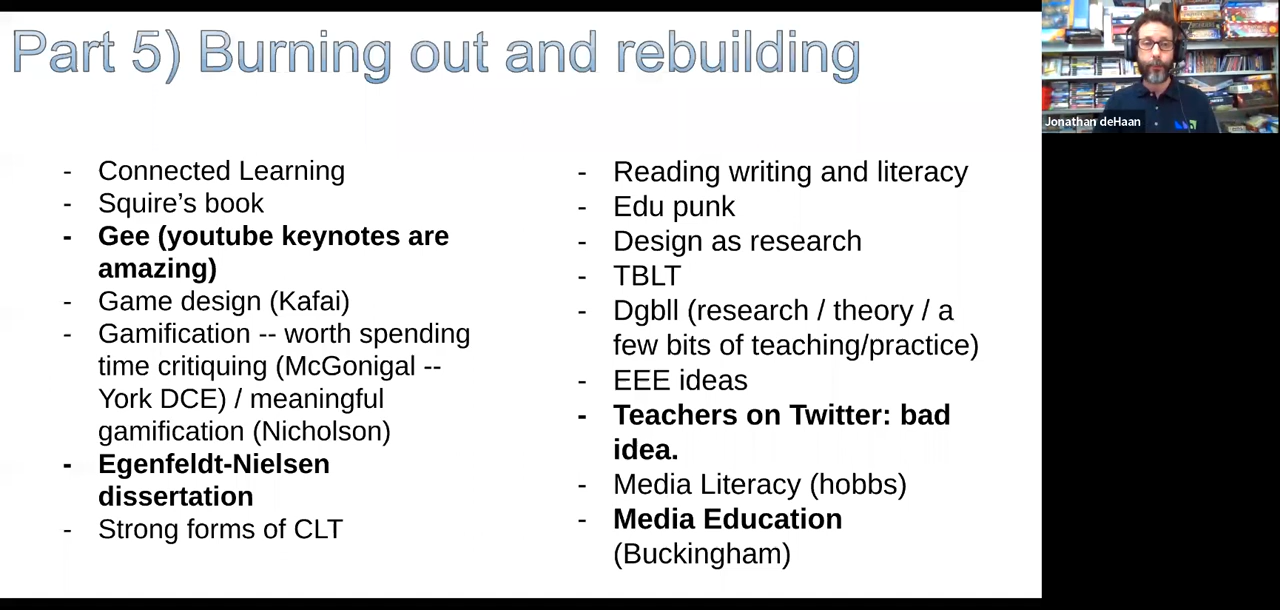 Part 5) Burning out and rebuilding
Jonathan deHaan
- Connected Learning
- Squire’s book
- Gee (youtube keynotes are
amazing)
- Game design (Kafai)
- Gamification -- worth spending
time critiquing (McGonigal --
York DCE) / meaningful
gamification (Nicholson)
- Egenfeldt-Nielsen
dissertation
- Strong forms of CLT
- Reading writing and literacy
- Edu punk
- Design as research
- TBLT
- Dgbll (research / theory / a
few bits of teaching/practice)
- EEE ideas
- Teachers on Twitter: bad
idea.
- Media Literacy (hobbs)
- Media Education
(Buckingham)